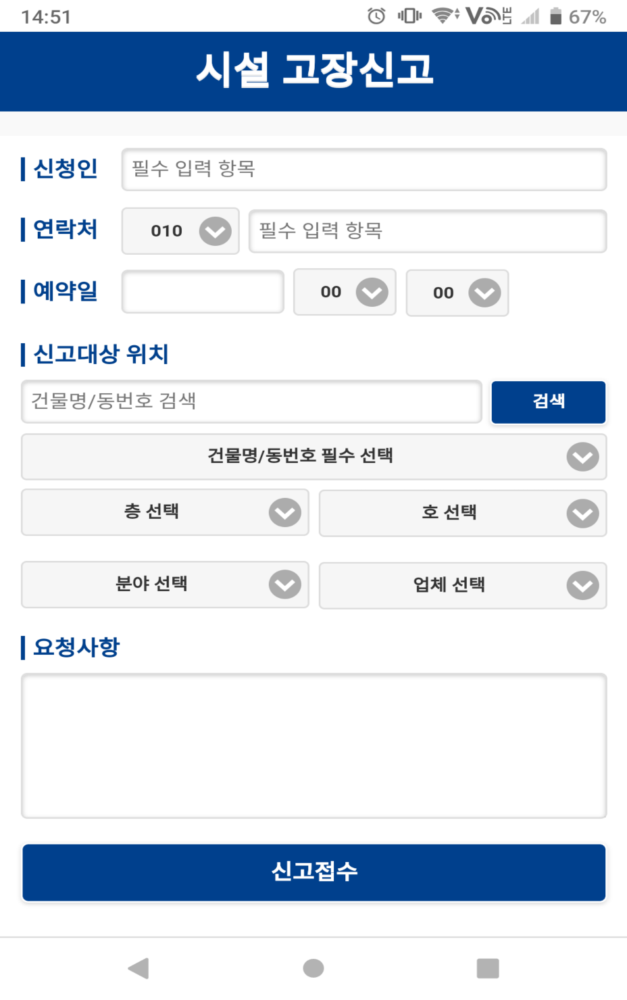 14:51 VoLTE 67%
시설 고장신고
신청인 필수 입력 항목
연락처 010 필수 입력 항목
예약일 00 00
신고대상 위치
건물명/동번호 검색 검색
건물명/동번호 필수 선택
층 선택 호 선택
분야 선택 업체 선택
요청사항
신고접수